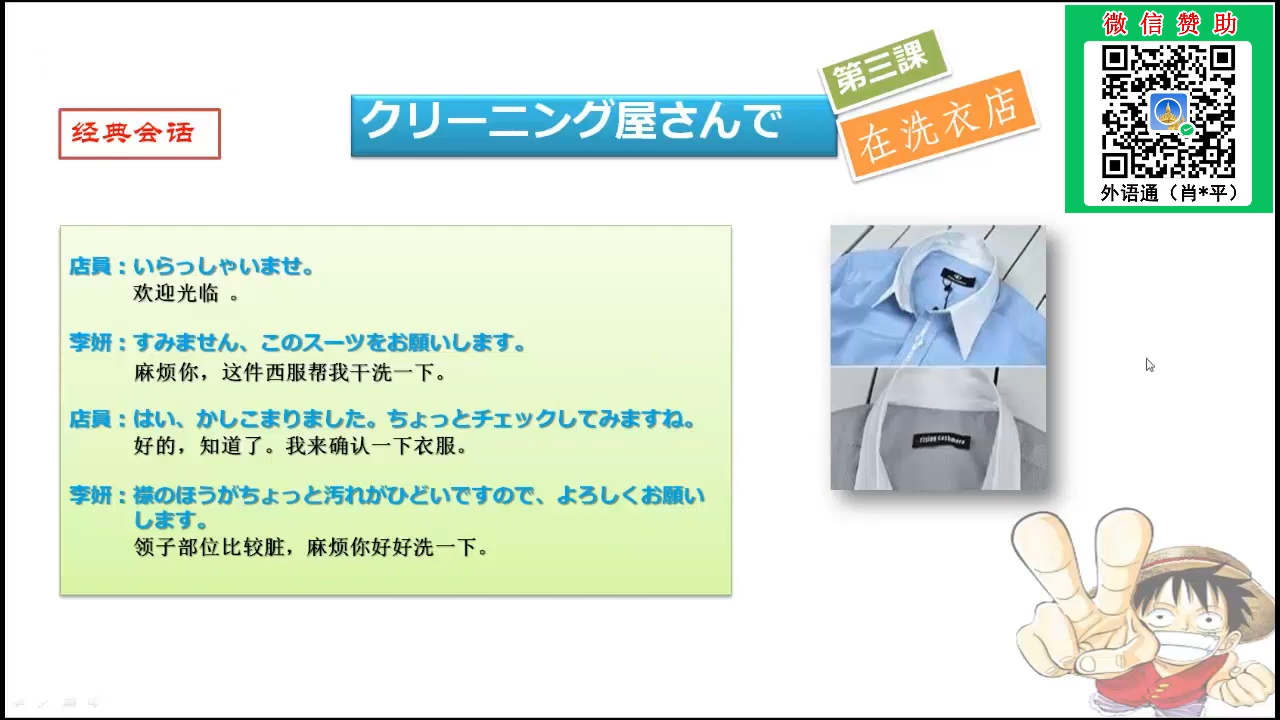 微信赞助
外语通（肖*平）
第三課
クリーニング屋さんで
在洗衣店
经典会话
店員：いらっしゃいませ。
欢迎光临 。
李妍：すみません、このスーツをお願いします。
麻烦你，这件西服帮我干洗一下。
店員：はい、かしこまりました。ちょっとチェックしてみますね。
好的，知道了。我来确认一下衣服。
李妍：襟のほうがちょっと汚れがひどいですので、よろしくお願い
します。
领子部位比较脏，麻烦你好好洗一下。